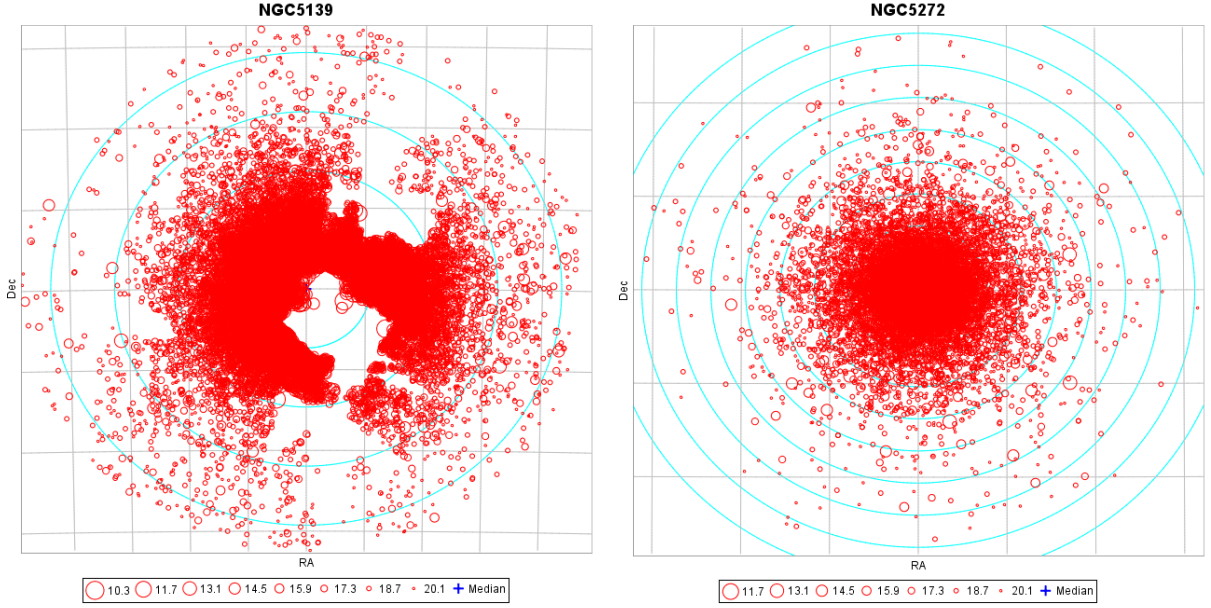 NGC5139
Dec
RA
10.3 11.7 13.1 14.5 15.9 17.3 18.7 20.1 Median
NGC5272
Dec
RA
11.7 13.1 14.5 15.9 17.3 18.7 20.1 Median